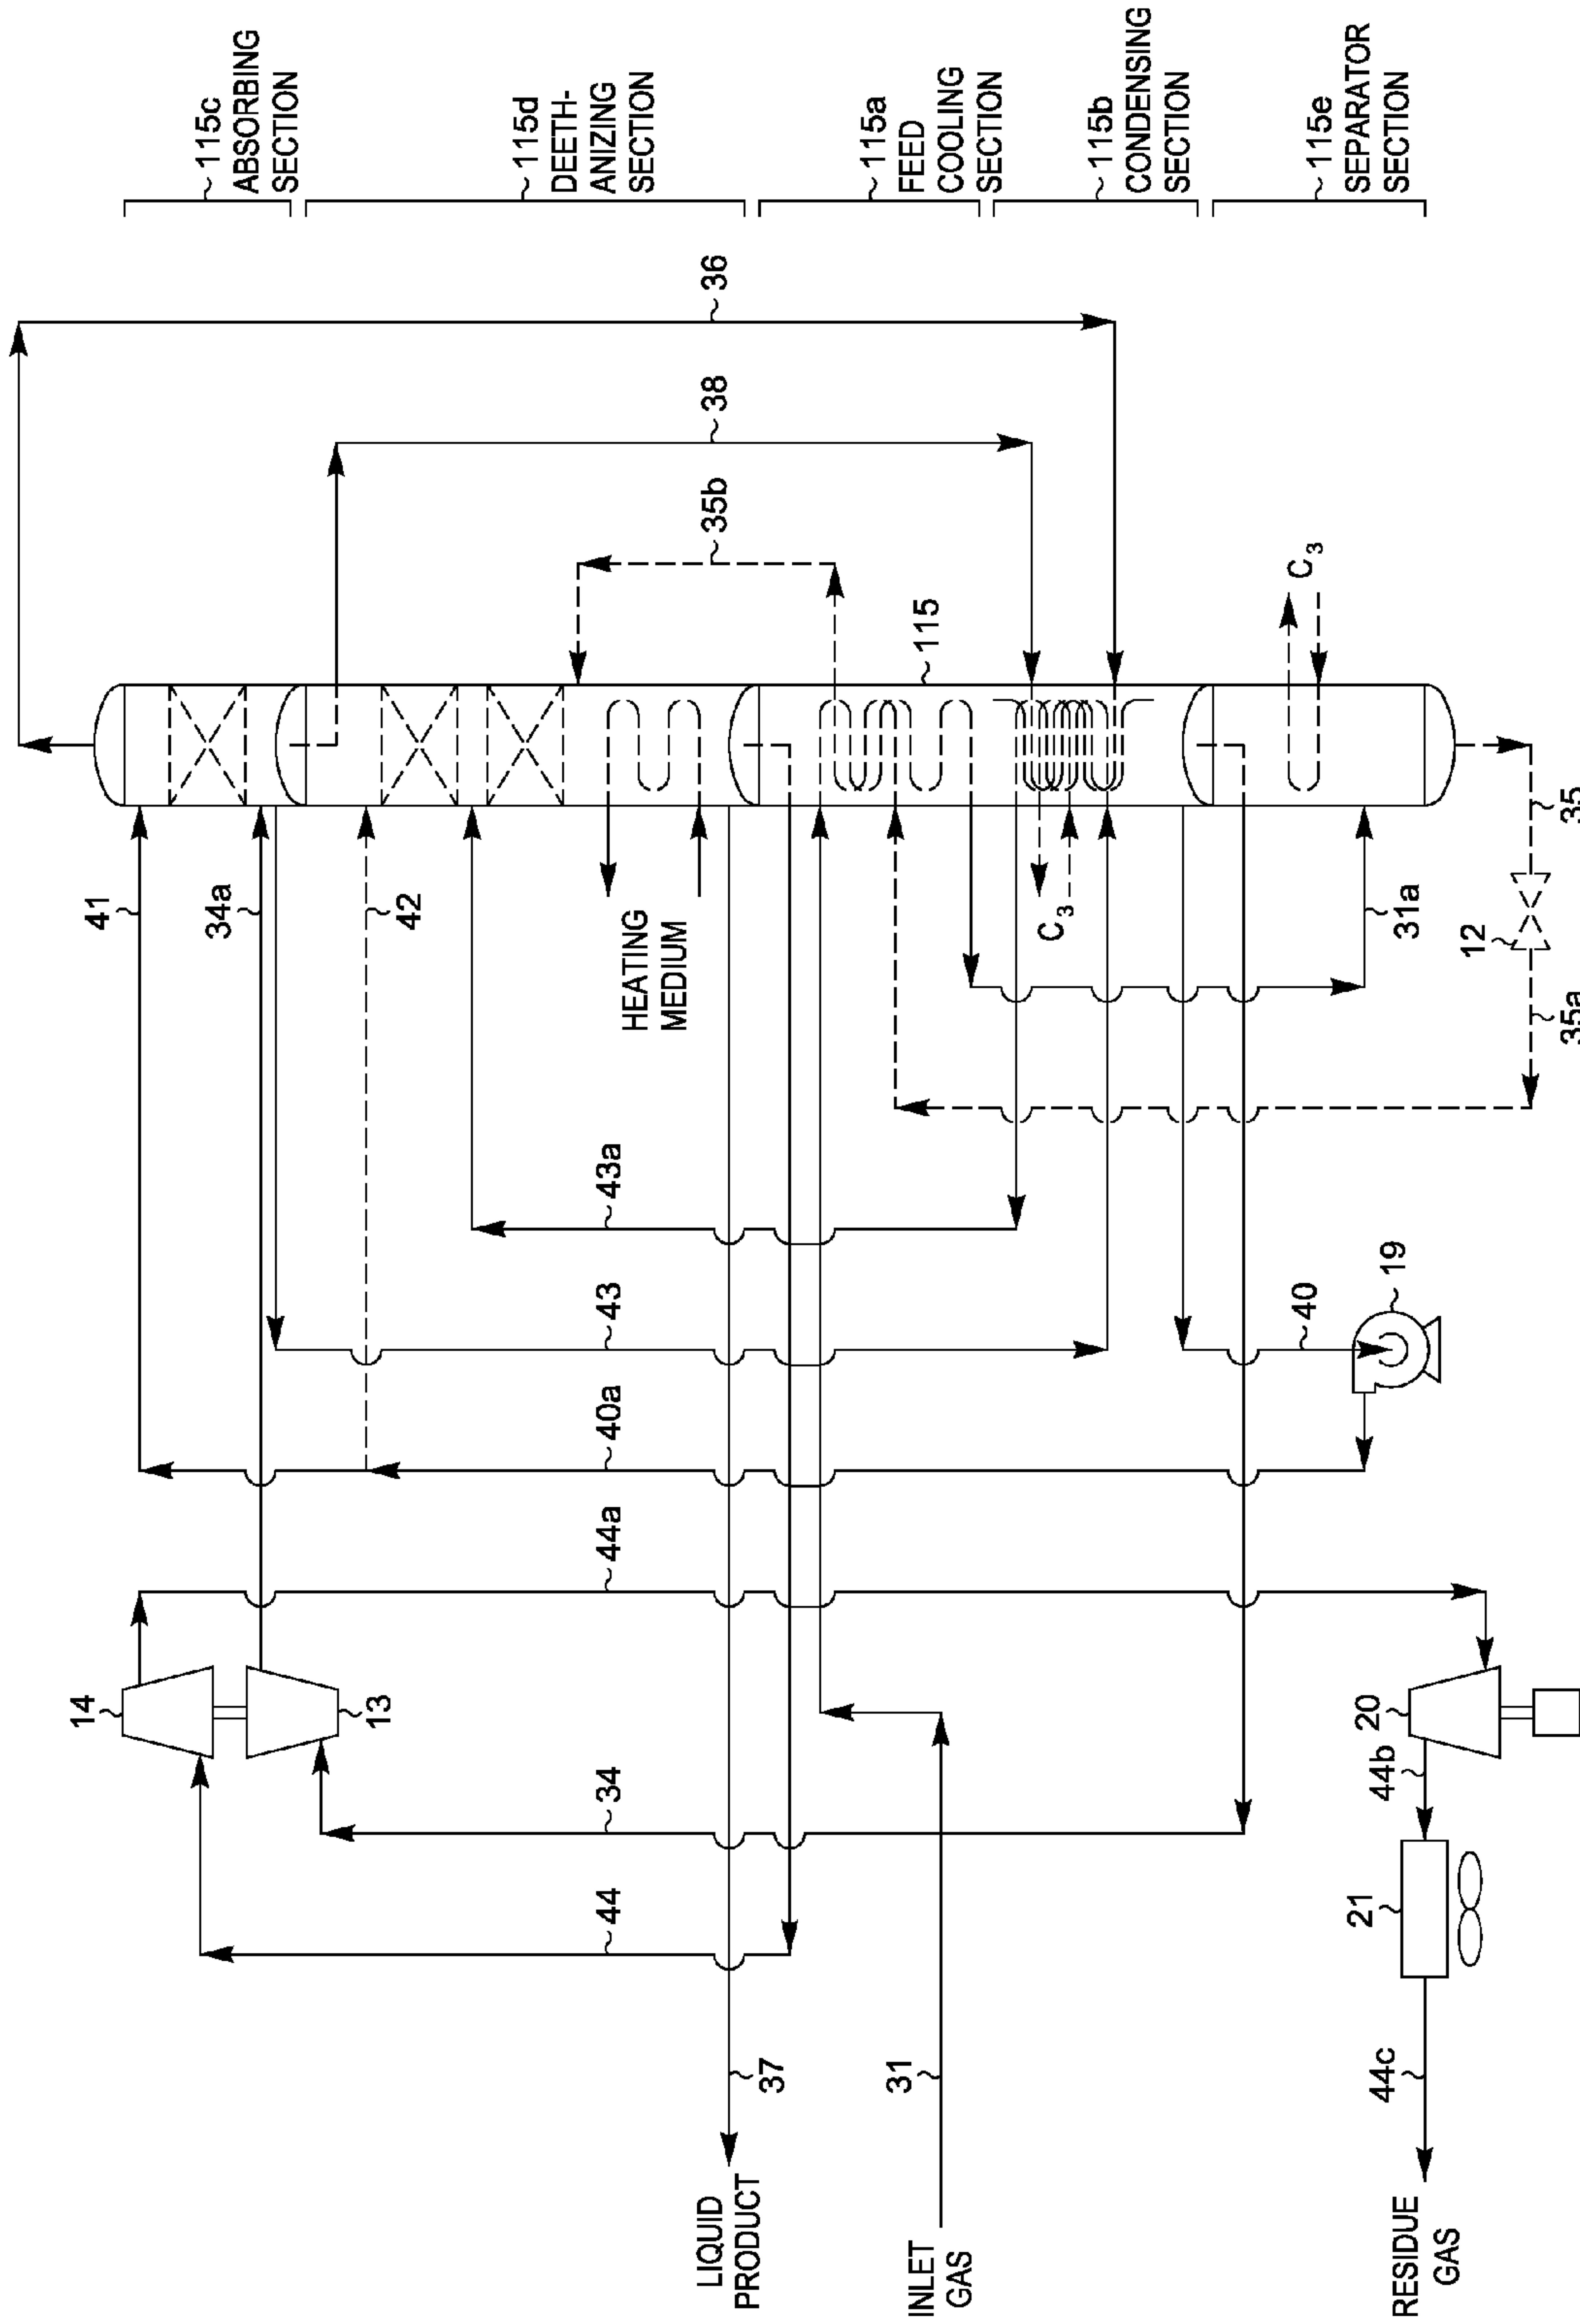 115c
ABSORBING
SECTION
115d
DEETH-
ANIZING
SECTION
115a
FEED
COOLING
SECTION
115b
CONDENSING
SECTION
115e
SEPARATOR
SECTION
36
38
35b
115
C3
41
34a
42
HEATING
MEDIUM
C3
31a
35
12
35a
43a
43
40
19
40a
44a
14
13
20
34
44b
44
21
37
31
44c
LIQUID
PRODUCT
INLET
GAS
RESIDUE
GAS